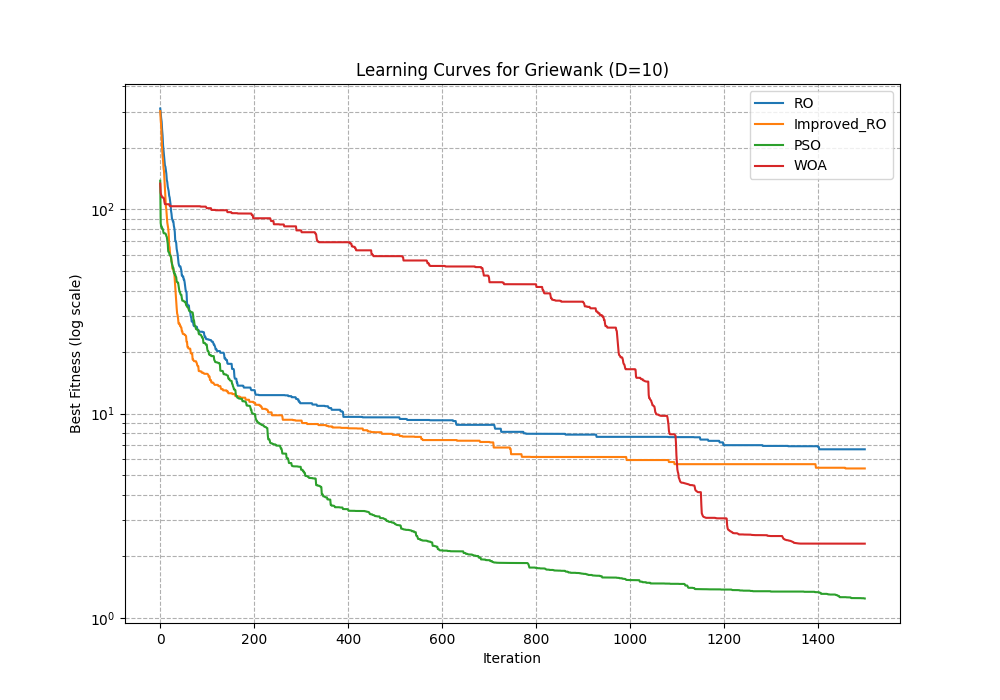 Learning Curves for Griewank (D=10)
RO
Improved_RO
PSO
WOA
Best Fitness (log scale)
10²
10¹
10⁰
0 200 400 600 800 1000 1200 1400
Iteration